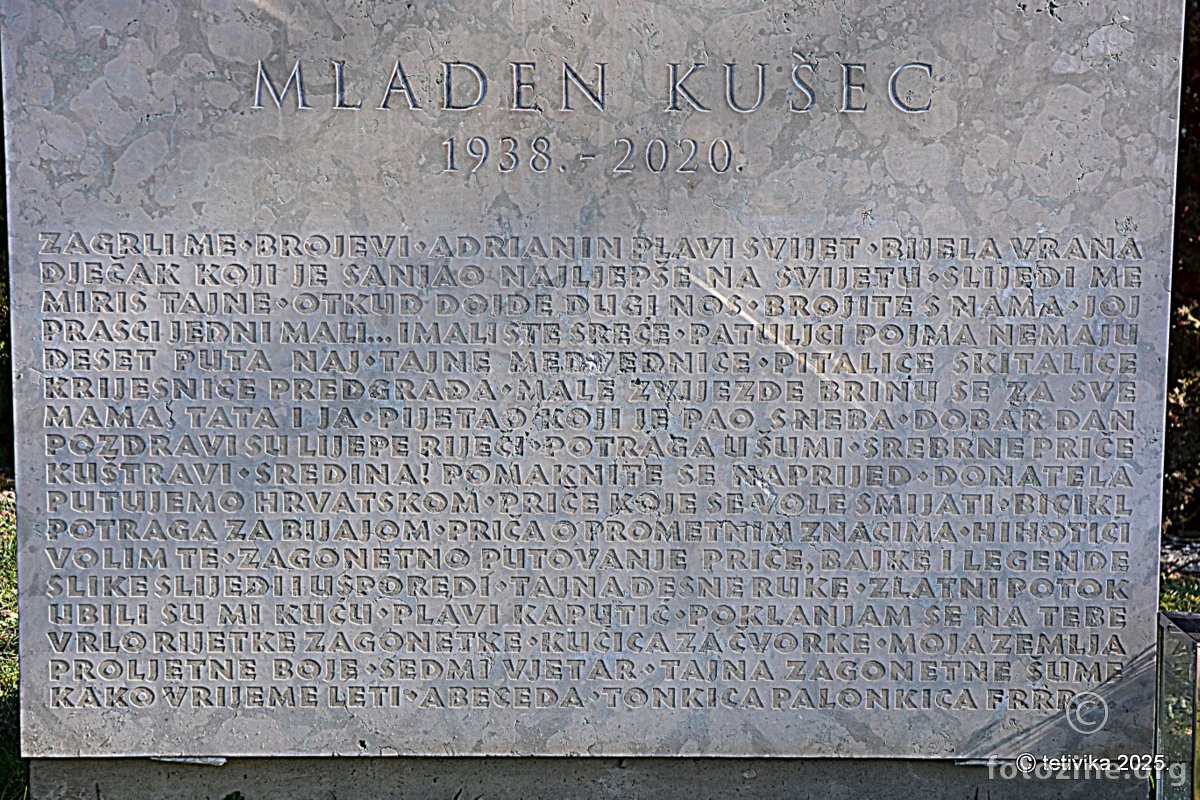 MLADEN KUŠEC
1938. - 2020.
ZAGRLI ME · BROJEVI · ADRIAN IN PLAVI SVIJET · BIJELA VRANA
DJEČAK KOJI JE SANJAO NAJLJEPŠE NA SVIJETU · SLIJEDI ME
MIRIS TAJNE · OTKUD DOJDE DUGI NOS · BROJITE S NAMA · JOJ
PRASCI JEDNI MALI... IMALI STE SREĆE · PATULJCI POJMA NEMAJU
DESET PUTA NAJ · TAJNE MEDVEDNICE · PITALICE SKITALICE
KRIJESNICE PREDGRAĐA · MALE ZVIJEZDE BRINU SE ZA SVE
MAMA, TATA I JA · PIJETAO KOJI JE PAO S NEBA · DOBAR DAN
POZDRAVI SU LIJEPE RIJEČI · POTRAGA U ŠUMI · SREBRNE PRIČE
KUŠTRAVI · SREDINA! POMAKNITE SE NAPRIJED · DONATELA
PUTUJEMO HRVATSKOM · PRIČE KOJE SE VOLE SMIJATI · BICIKL
POTRAGA ZA BIJAJOM · PRIČA O PROMETNIM ZNACIMA · HIHOTIĆI
VOLIM TE · ZAGONETNO PUTOVANJE PRIČE, BAJKE I LEGENDE
SLIKE SLIJEDI I USPOREDI · TAJNA DESNE RUKE · ZLATNI POTOK
UBILI SU MI KUĆU · PLAVI KAPUTIĆ · POKLANJAM SE NA TEBE
VRLO RIJETKE ZAGONETKE · KUĆICA ZA ČVORKE · MOJA ZEMLJA
PROLJETNE BOJE · SEDMI VJETAR · TAJNA ZAGONETNE ŠUME
KAKO VRIJEME LETI · ABECEDA · TONKICA PALONKICA FRRR
© tetivika 2025.
fotozine.org